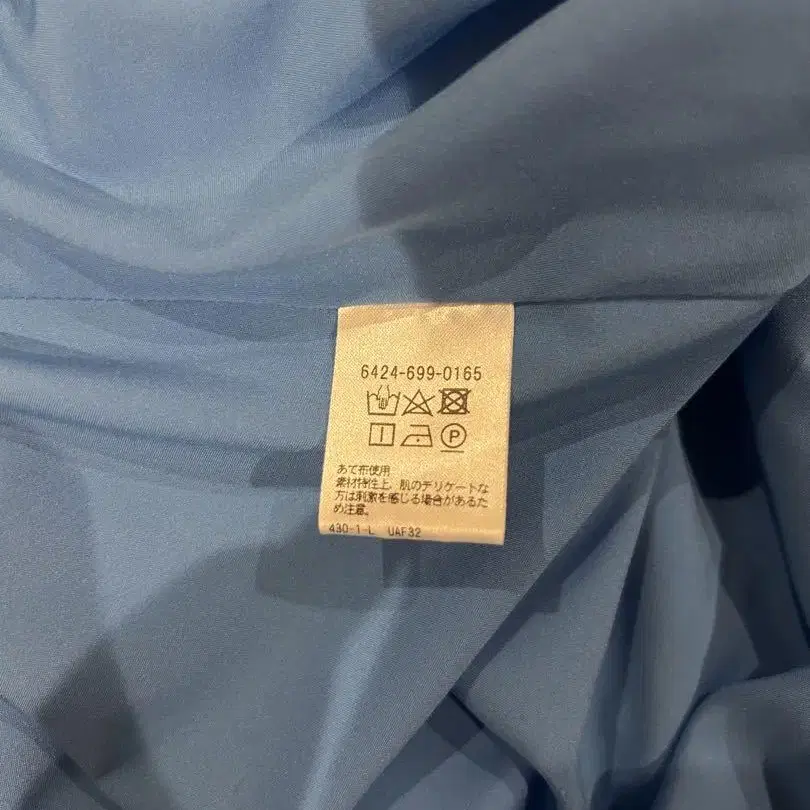 6424-699-0165
P
あて布使用
素材特性上、肌のデリケートな
方は刺激を感じる場合があるた
め注意。
430-1-L UAF32